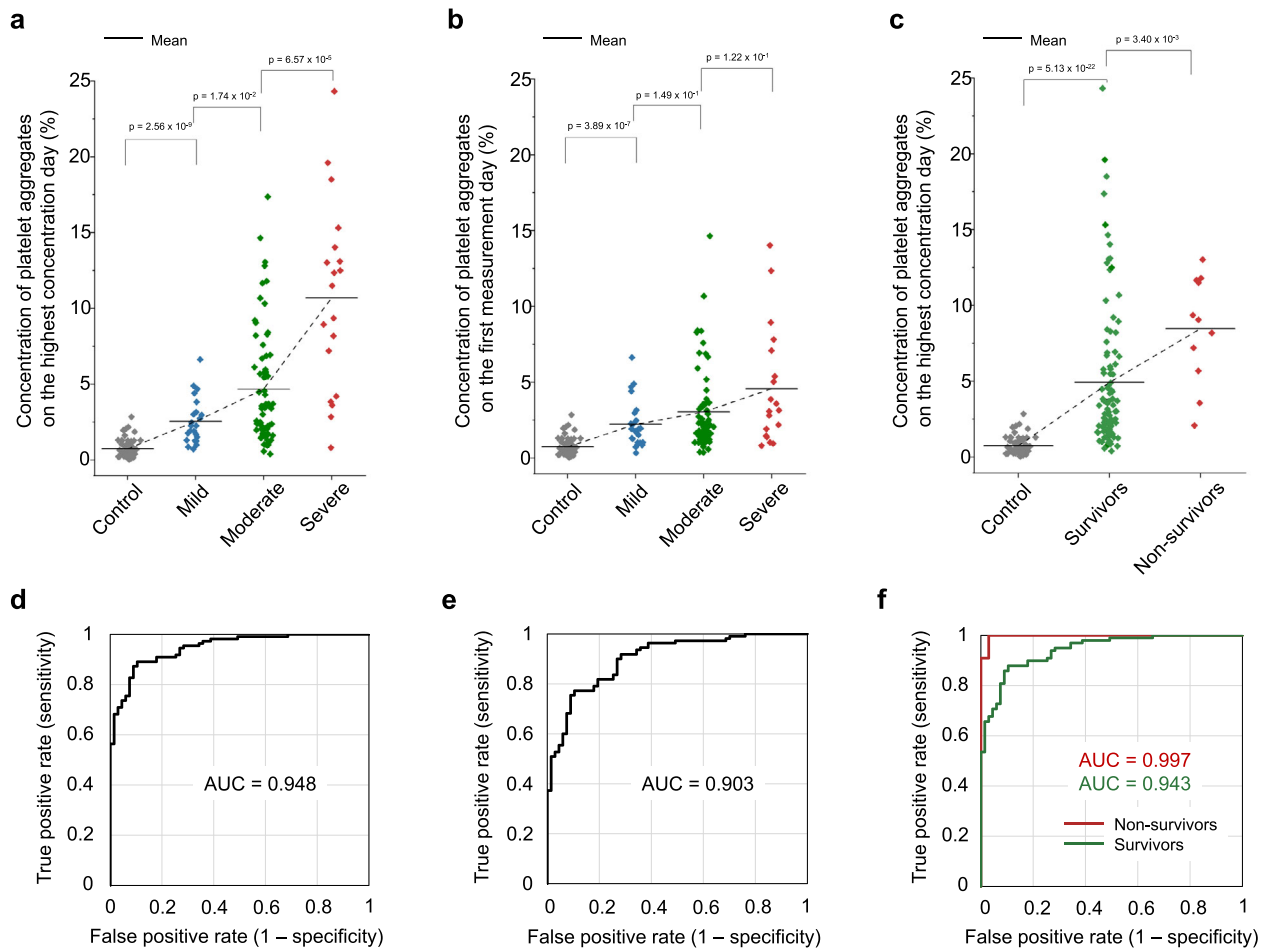 a
Mean
Concentration of platelet aggregates
on the highest concentration day (%)
25
20
15
10
5
0
p = 2.56 x 10⁻⁹
p = 1.74 x 10⁻²
p = 6.57 x 10⁻⁵
Control
Mild
Moderate
Severe
b
Mean
Concentration of platelet aggregates
on the first measurement day (%)
25
20
15
10
5
0
p = 3.89 x 10⁻⁷
p = 1.49 x 10⁻¹
p = 1.22 x 10⁻¹
Control
Mild
Moderate
Severe
c
Mean
Concentration of platelet aggregates
on the highest concentration day (%)
25
20
15
10
5
0
p = 5.13 x 10⁻²²
p = 3.40 x 10⁻³
Control
Survivors
Non-survivors
d
True positive rate (sensitivity)
1
0.8
0.6
0.4
0.2
0
AUC = 0.948
0
0.2
0.4
0.6
0.8
1
False positive rate (1 – specificity)
e
True positive rate (sensitivity)
1
0.8
0.6
0.4
0.2
0
AUC = 0.903
0
0.2
0.4
0.6
0.8
1
False positive rate (1 – specificity)
f
True positive rate (sensitivity)
1
0.8
0.6
0.4
0.2
0
AUC = 0.997
AUC = 0.943
Non-survivors
Survivors
0
0.2
0.4
0.6
0.8
1
False positive rate (1 – specificity)